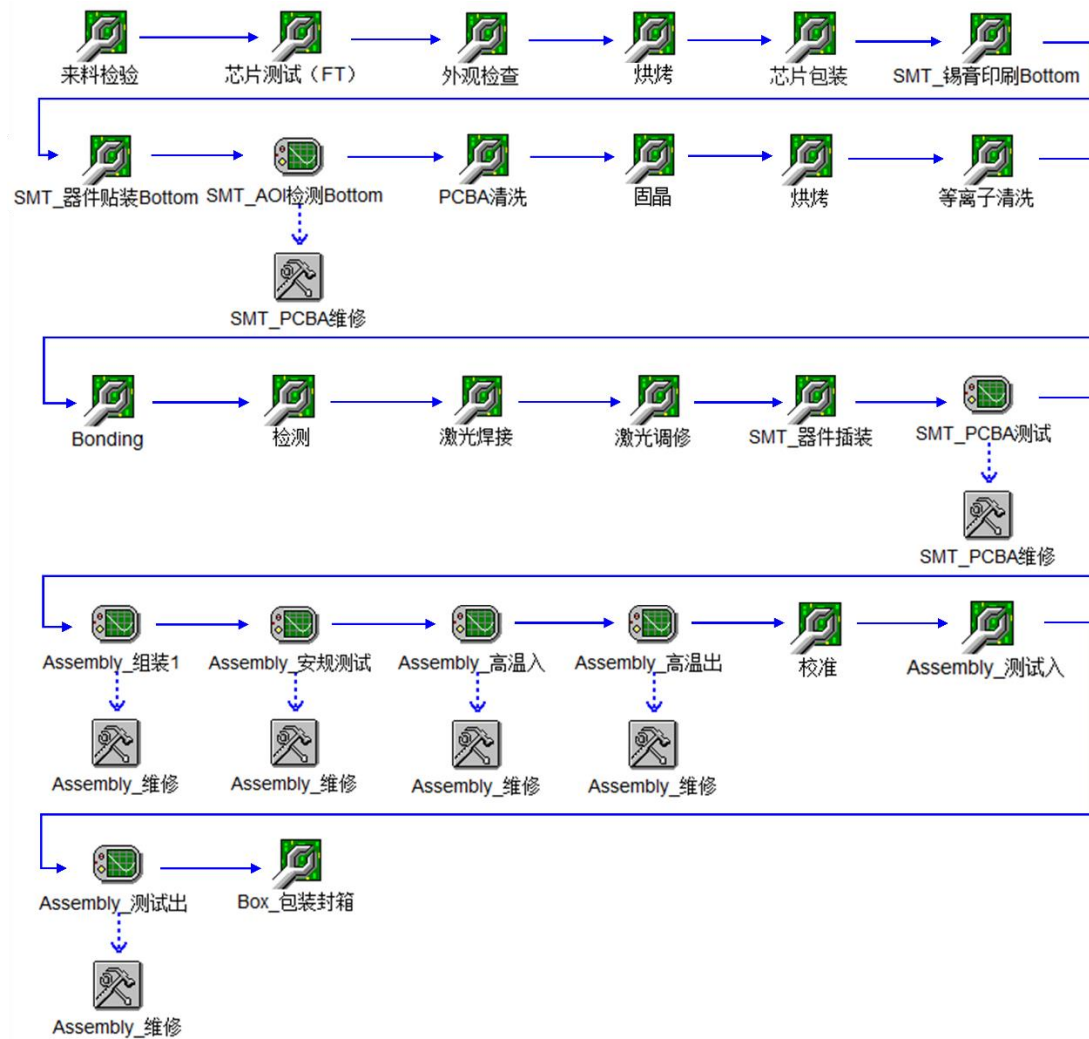 来料检验
芯片测试（FT）
外观检查
烘烤
芯片包装
SMT_锡膏印刷Bottom
SMT_器件贴装Bottom
SMT_AOI检测Bottom
PCBA清洗
固晶
烘烤
等离子清洗
SMT_PCBA维修
Bonding
检测
激光焊接
激光调修
SMT_器件插装
SMT_PCBA测试
SMT_PCBA维修
Assembly_组装1
Assembly_安规测试
Assembly_高温入
Assembly_高温出
校准
Assembly_测试入
Assembly_维修
Assembly_维修
Assembly_维修
Assembly_维修
Assembly_测试出
Box_包装封箱
Assembly_维修